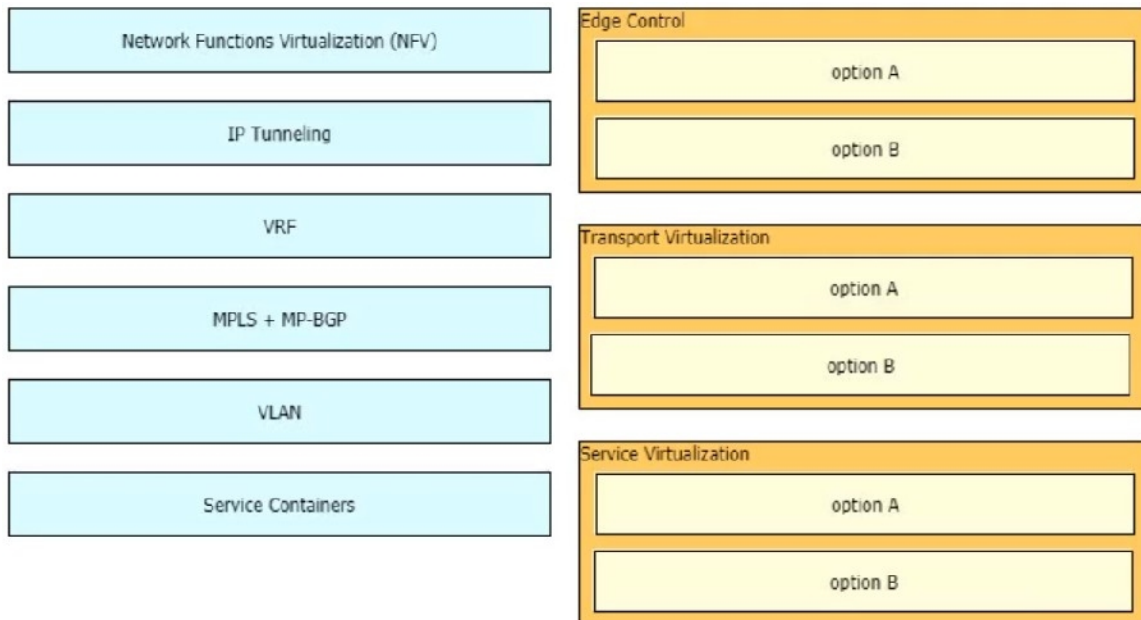 Network Functions Virtualization (NFV)
IP Tunneling
VRF
MPLS + MP-BGP
VLAN
Service Containers
Edge Control
option A
option B
Transport Virtualization
option A
option B
Service Virtualization
option A
option B